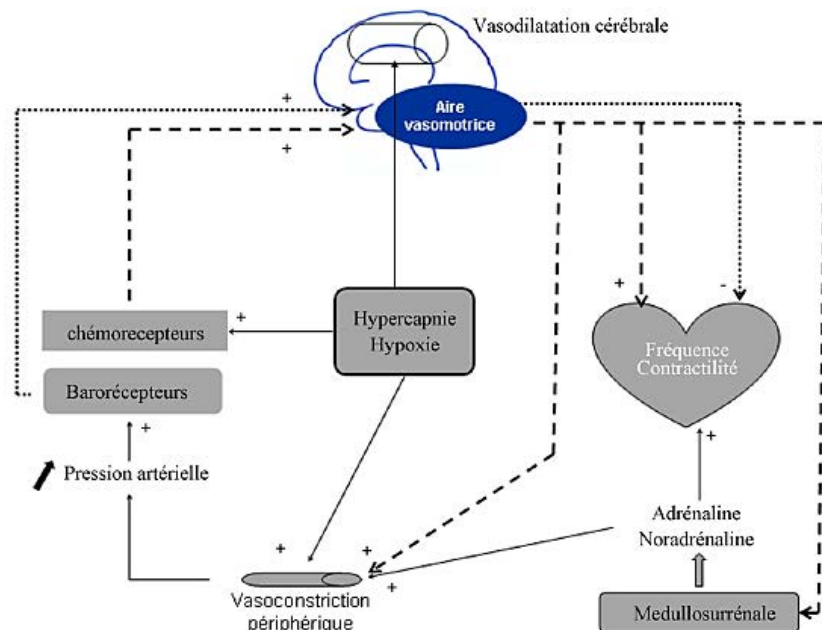 Vasodilatation cérébrale
+
Aire
vasomotrice
+
Hypercapnie
Hypoxie
+
chémorecepteurs
+
-
Fréquence
Contractilité
Barorécepteurs
+
+
Pression artérielle
Adrénaline
Noradrénaline
+
+
+
Vasoconstriction
périphérique
Medullosurrénale